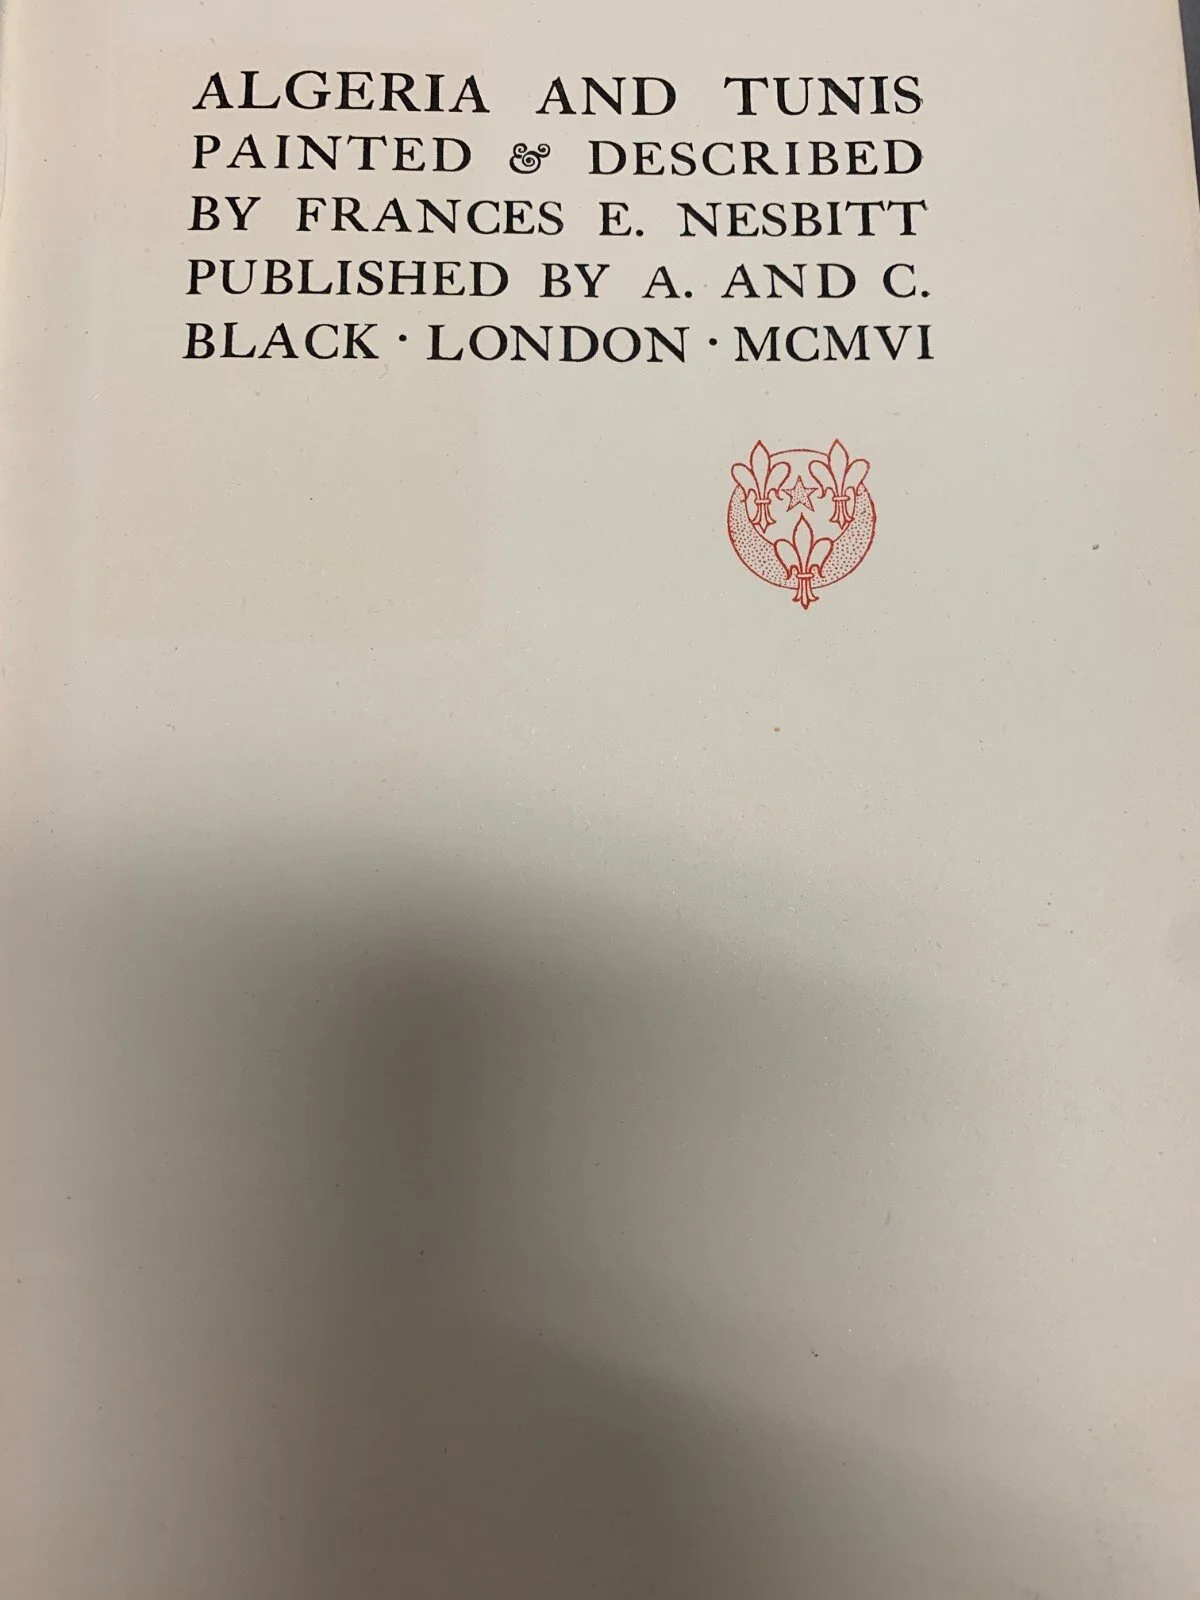 ALGERIA AND TUNIS
PAINTED & DESCRIBED
BY FRANCES E. NESBITT
PUBLISHED BY A. AND C.
BLACK · LONDON · MCMVI